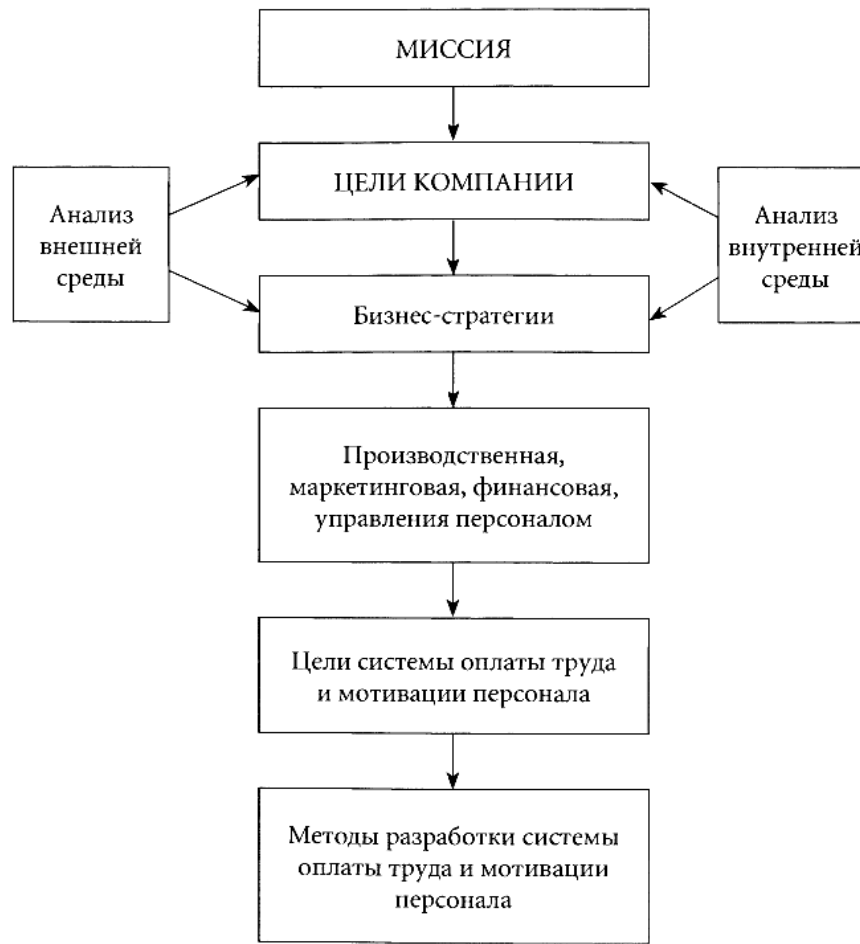 МИССИЯ
ЦЕЛИ КОМПАНИИ
Анализ
внешней
среды
Анализ
внутренней
среды
Бизнес-стратегии
Производственная,
маркетинговая, финансовая,
управления персоналом
Цели системы оплаты труда
и мотивации персонала
Методы разработки системы
оплаты труда и мотивации
персонала